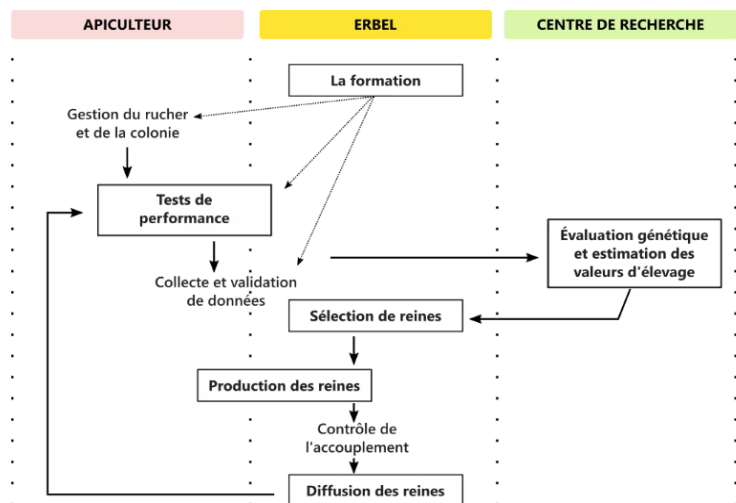 APICULTEUR
ERBEL
CENTRE DE RECHERCHE
La formation
Gestion du rucher
et de la colonie
Tests de
performance
Évaluation génétique
et estimation des
valeurs d'élevage
Collecte et validation
de données
Sélection de reines
Production des reines
Contrôle de
l'accouplement
Diffusion des reines